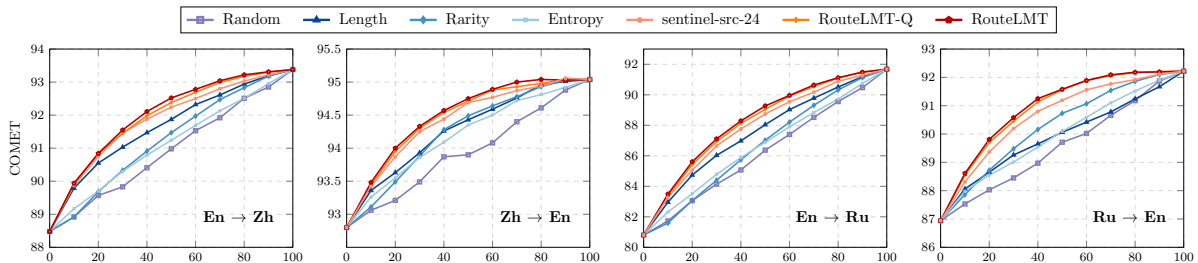 Random Length Rarity Entropy sentinel-src-24 RouteLMT-Q RouteLMT
COMET
94
93
92
91
90
89
88
0 20 40 60 80 100
En → Zh
95.5
95
94.5
94
93.5
93
0 20 40 60 80 100
Zh → En
92
90
88
86
84
82
80
0 20 40 60 80 100
En → Ru
93
92
91
90
89
88
87
86
0 20 40 60 80 100
Ru → En